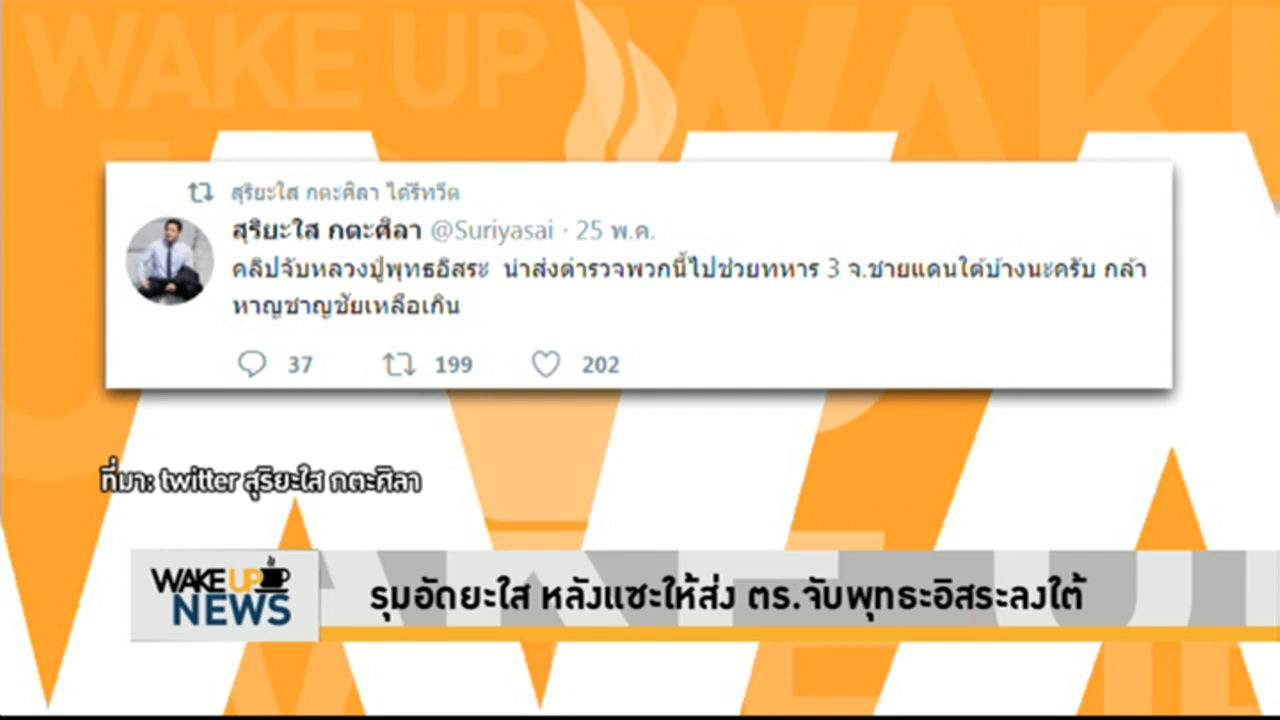 WAKE UP
สุริยะใส กตะศิลา ได้รีทวีต
สุริยะใส กตะศิลา @Suriyasai · 25 พ.ค.
คลิปจับหลวงปู่พุทธอิสระ น่าส่งตำรวจพวกนี้ไปช่วยทหาร 3 จ.ชายแดนใต้บ้างนะครับ กล้า
หาญชาญชัยเหลือเกิน
37 199 202
ที่มา: twitter สุริยะใส กตะศิลา
WAKE UP
NEWS
รุมอัดยะใส หลังแซะให้ส่ง ตร.จับพุทธะอิสระลงใต้